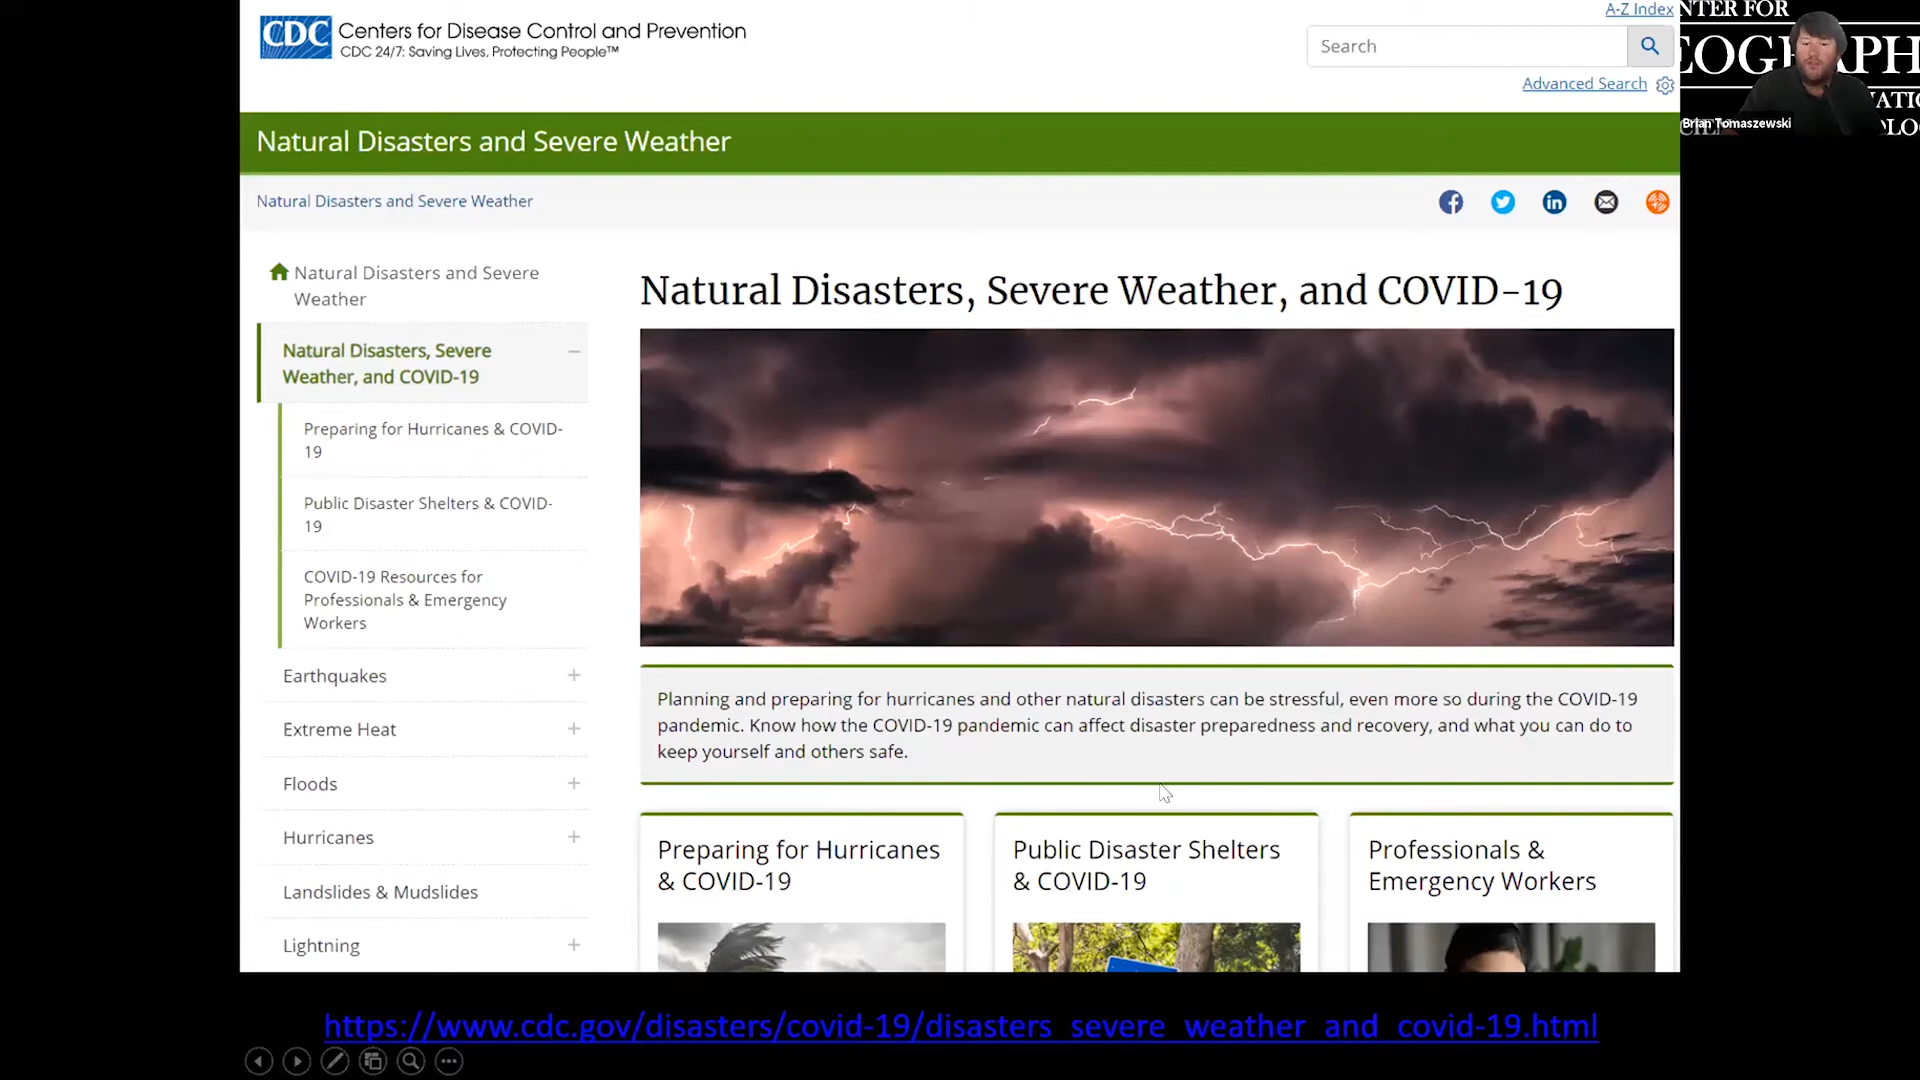 CDC Centers for Disease Control and Prevention
CDC 24/7: Saving Lives, Protecting People™
A-Z Index
Search
Advanced Search
Brian Tomaszewski
Natural Disasters and Severe Weather
Natural Disasters and Severe Weather
Natural Disasters and Severe
Weather
Natural Disasters, Severe
Weather, and COVID-19
Preparing for Hurricanes & COVID-
19
Public Disaster Shelters & COVID-
19
COVID-19 Resources for
Professionals & Emergency
Workers
Earthquakes
Extreme Heat
Floods
Hurricanes
Landslides & Mudslides
Lightning
Natural Disasters, Severe Weather, and COVID-19
Planning and preparing for hurricanes and other natural disasters can be stressful, even more so during the COVID-19
pandemic. Know how the COVID-19 pandemic can affect disaster preparedness and recovery, and what you can do to
keep yourself and others safe.
Preparing for Hurricanes
& COVID-19
Public Disaster Shelters
& COVID-19
Professionals &
Emergency Workers
https://www.cdc.gov/disasters/covid-19/disasters_severe_weather_and_covid-19.html